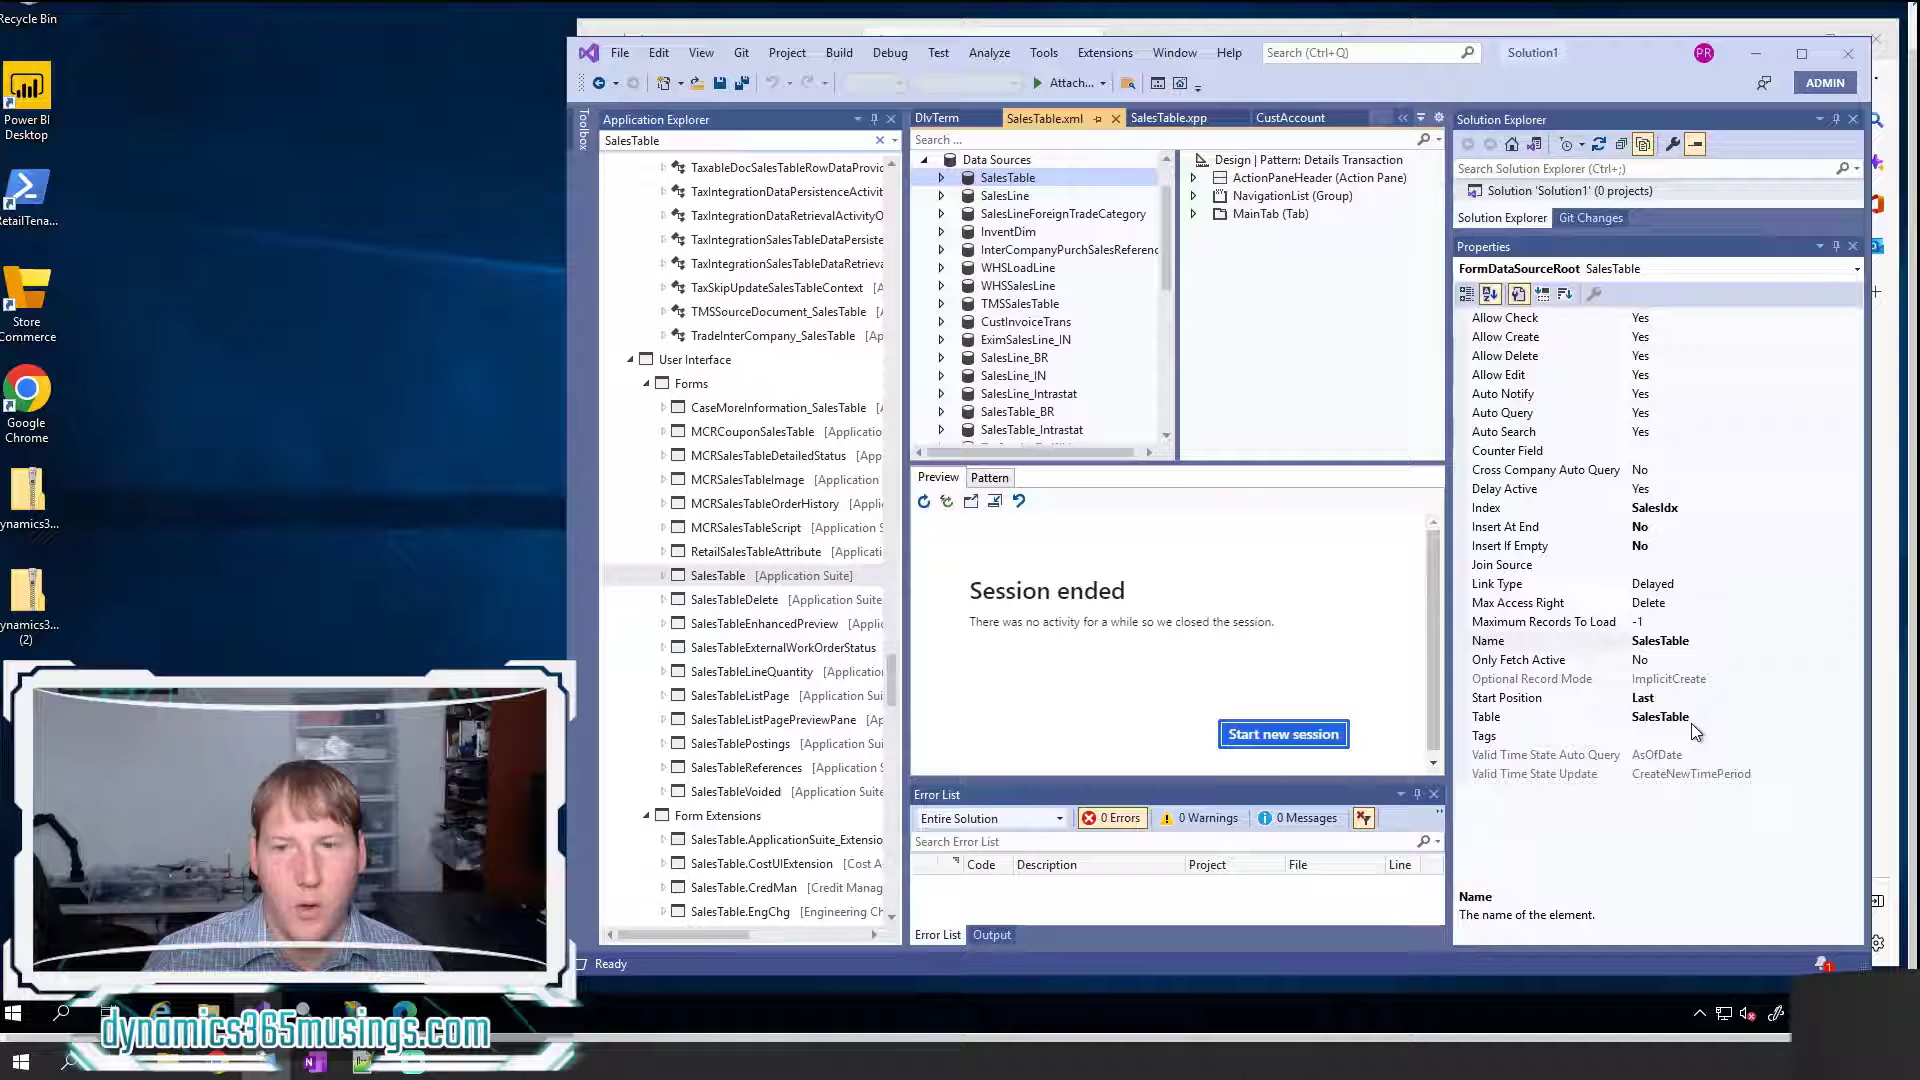 Recycle Bin
Power BI
Desktop
RetailTena...
Store
Commerce
Google
Chrome
dynamics3...
dynamics3...
(2)
File Edit View Git Project Build Debug Test Analyze Tools Extensions Window Help Search (Ctrl+Q) Solution1 PR
Attach... ADMIN
Toolbox
Application Explorer
SalesTable
TaxableDocSalesTableRowDataProvic
TaxIntegrationDataPersistenceActivit
TaxIntegrationDataRetrievalActivityO
TaxIntegrationSalesTableDataPersiste
TaxIntegrationSalesTableDataRetrieva
TaxSkipUpdateSalesTableContext [A
TMSSourceDocument_SalesTable [A
TradeInterCompany_SalesTable [Ap
User Interface
Forms
CaseMoreInformation_SalesTable [A
MCRCouponSalesTable [Application
MCRSalesTableDetailedStatus [App
MCRSalesTableImage [Application
MCRSalesTableOrderHistory [Applic
MCRSalesTableScript [Application S
RetailSalesTableAttribute [Applicati
SalesTable [Application Suite]
SalesTableDelete [Application Suite
SalesTableEnhancedPreview [Applic
SalesTableExternalWorkOrderStatus
SalesTableLineQuantity [Applicatio
SalesTableListPage [Application Suit
SalesTableListPagePreviewPane [Ap
SalesTablePostings [Application Suit
SalesTableReferences [Application S
SalesTableVoided [Application Suite
Form Extensions
SalesTable.ApplicationSuite_Extensio
SalesTable.CostUIExtension [Cost A
SalesTable.CredMan [Credit Manag
SalesTable.EngChg [Engineering Ch
DlvTerm SalesTable.xml SalesTable.xpp CustAccount
Search ...
Data Sources
SalesTable
SalesLine
SalesLineForeignTradeCategory
InventDim
InterCompanyPurchSalesReferenc
WHSLoadLine
WHSSalesLine
TMSSalesTable
CustInvoiceTrans
EximSalesLine_IN
SalesLine_BR
SalesLine_IN
SalesLine_Intrastat
SalesTable_BR
SalesTable_Intrastat
Design | Pattern: Details Transaction
ActionPaneHeader (Action Pane)
NavigationList (Group)
MainTab (Tab)
Preview Pattern
Session ended
There was no activity for a while so we closed the session.
Start new session
Error List
Entire Solution 0 Errors 0 Warnings 0 Messages
Search Error List
Code Description Project File Line
Error List Output
Solution Explorer
Search Solution Explorer (Ctrl+;)
Solution 'Solution1' (0 projects)
Solution Explorer Git Changes
Properties
FormDataSourceRoot SalesTable
Allow Check Yes
Allow Create Yes
Allow Delete Yes
Allow Edit Yes
Auto Notify Yes
Auto Query Yes
Auto Search Yes
Counter Field
Cross Company Auto Query No
Delay Active Yes
Index SalesIdx
Insert At End No
Insert If Empty No
Join Source
Link Type Delayed
Max Access Right Delete
Maximum Records To Load -1
Name SalesTable
Only Fetch Active No
Optional Record Mode ImplicitCreate
Start Position Last
Table SalesTable
Tags
Valid Time State Auto Query AsOfDate
Valid Time State Update CreateNewTimePeriod
Name
The name of the element.
Ready
1
dynamics365musings.com